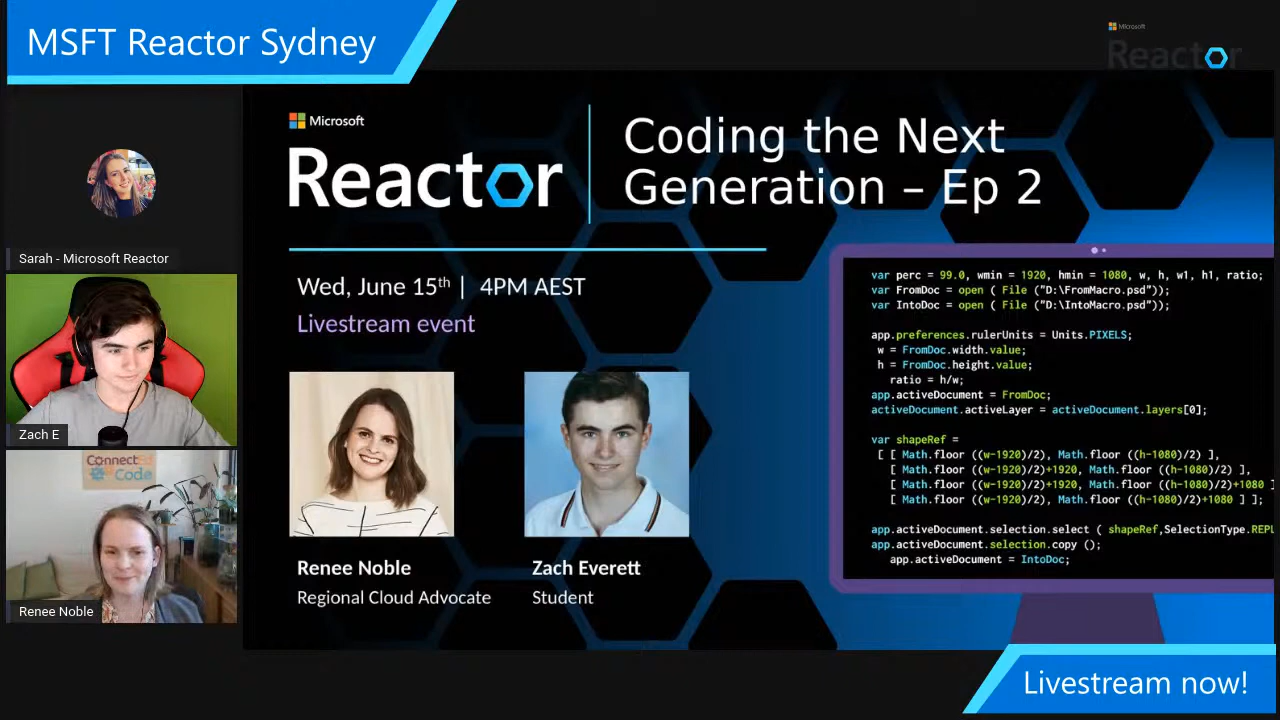 MSFT Reactor Sydney
Microsoft
Reactor
Sarah - Microsoft Reactor
Zach E
ConnectEd
Code
Renee Noble
Microsoft
Reactor
Coding the Next
Generation – Ep 2
Wed, June 15th | 4PM AEST
Livestream event
Renee Noble
Regional Cloud Advocate
Zach Everett
Student
var perc = 99.0, wmin = 1920, hmin = 1080, w, h, w1, h1, ratio;
var FromDoc = open ( File ("D:\FromMacro.psd"));
var IntoDoc = open ( File ("D:\IntoMacro.psd"));
app.preferences.rulerUnits = Units.PIXELS;
w = FromDoc.width.value;
h = FromDoc.height.value;
ratio = h/w;
app.activeDocument = FromDoc;
activeDocument.activeLayer = activeDocument.layers[0];
var shapeRef =
[ [ Math.floor ((w-1920)/2), Math.floor ((h-1080)/2) ],
[ Math.floor ((w-1920)/2)+1920, Math.floor ((h-1080)/2) ],
[ Math.floor ((w-1920)/2)+1920, Math.floor ((h-1080)/2)+1080 ]
[ Math.floor ((w-1920)/2), Math.floor ((h-1080)/2)+1080 ] ];
app.activeDocument.selection.select ( shapeRef,SelectionType.REPL
app.activeDocument.selection.copy ();
app.activeDocument = IntoDoc;
Livestream now!